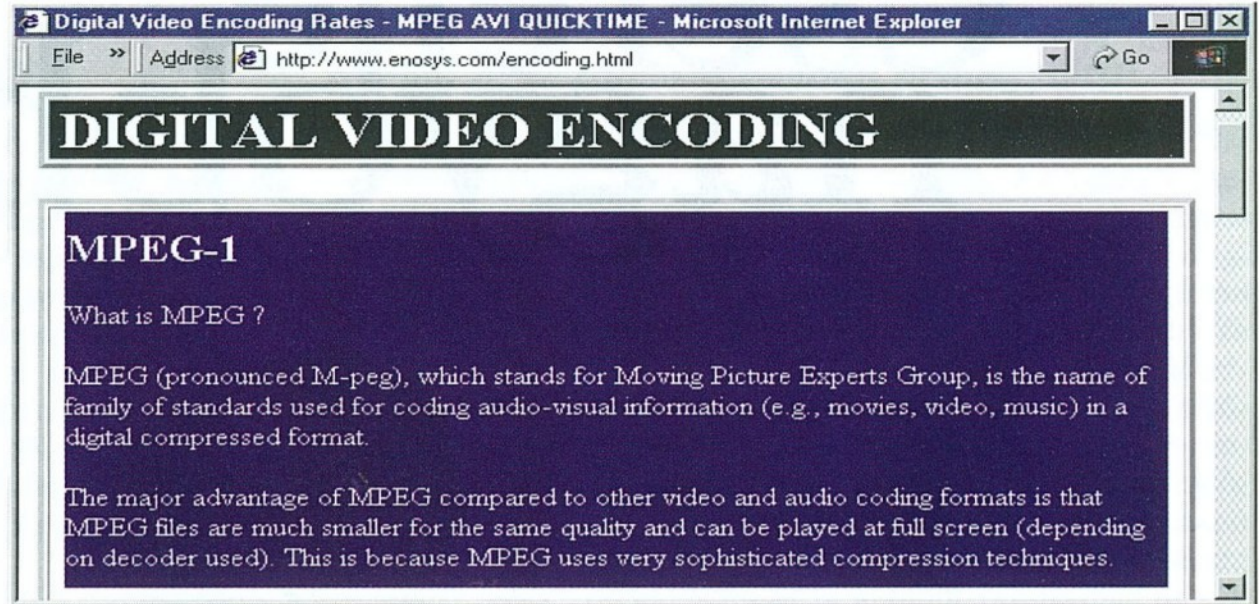 Digital Video Encoding Rates - MPEG AVI QUICKTIME - Microsoft Internet Explorer
File » Address http://www.enosys.com/encoding.html Go
DIGITAL VIDEO ENCODING
MPEG-1
What is MPEG ?
MPEG (pronounced M-peg), which stands for Moving Picture Experts Group, is the name of
family of standards used for coding audio-visual information (e.g., movies, video, music) in a
digital compressed format.
The major advantage of MPEG compared to other video and audio coding formats is that
MPEG files are much smaller for the same quality and can be played at full screen (depending
on decoder used). This is because MPEG uses very sophisticated compression techniques.